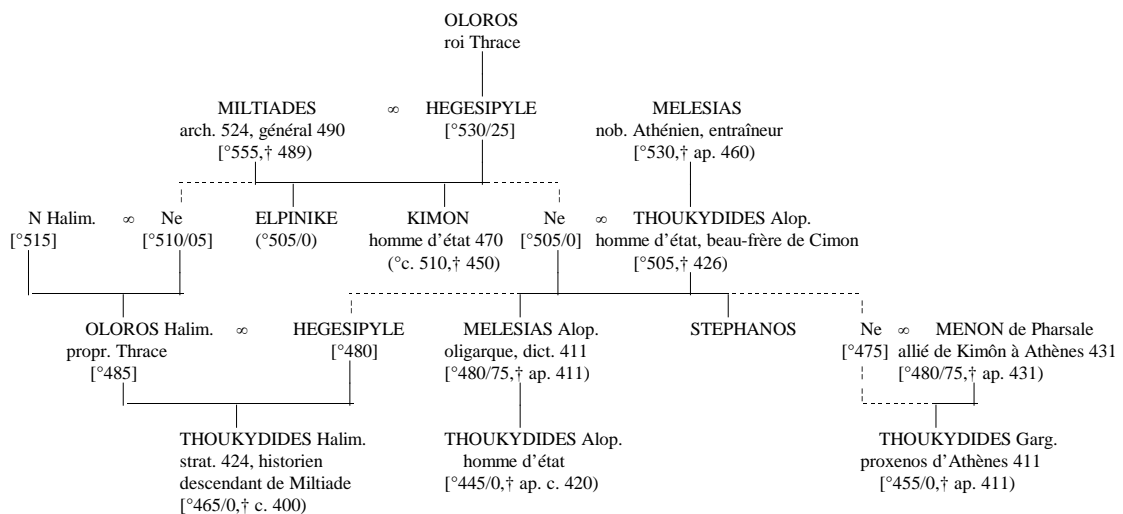 OLOROS
roi Thrace
MILTIADES ∞ HEGESIPYLE MELESIAS
arch. 524, général 490 [°530/25] nob. Athénien, entraîneur
[°555,† 489) [°530,† ap. 460)
N Halim. ∞ Ne ELPINIKE KIMON Ne ∞ THOUKYDIDES Alop.
[°515] [°510/05] (°505/0) homme d'état 470 [°505/0] homme d'état, beau-frère de Cimon
(°c. 510,† 450) [°505,† 426)
OLOROS Halim. ∞ HEGESIPYLE MELESIAS Alop. STEPHANOS Ne ∞ MENON de Pharsale
propr. Thrace [°480] oligarque, dict. 411 [°475] allié de Kimôn à Athènes 431
[°485] [°480/75,† ap. 411) [°480/75,† ap. 431)
THOUKYDIDES Halim. THOUKYDIDES Alop. THOUKYDIDES Garg.
strat. 424, historien homme d'état proxenos d'Athènes 411
descendant de Miltiade [°445/0,† ap. c. 420) [°455/0,† ap. 411)
[°465/0,† c. 400)